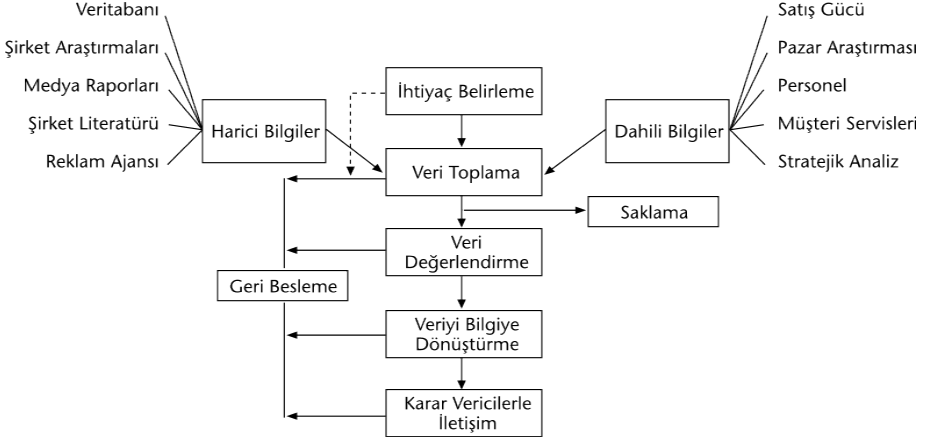 Veritabanı
Şirket Araştırmaları
Medya Raporları
Şirket Literatürü
Reklam Ajansı
Harici Bilgiler
İhtiyaç Belirleme
Veri Toplama
Saklama
Veri
Değerlendirme
Geri Besleme
Veriyi Bilgiye
Dönüştürme
Karar Vericilerle
İletişim
Dahili Bilgiler
Satış Gücü
Pazar Araştırması
Personel
Müşteri Servisleri
Stratejik Analiz